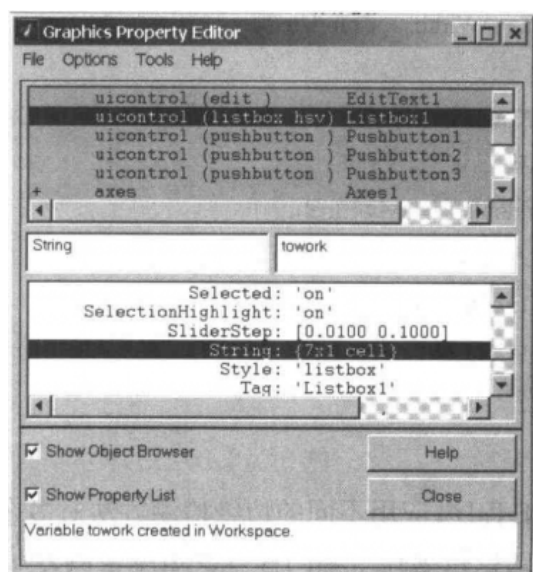 Graphics Property Editor
File Options Tools Help
uicontrol (edit ) EditText1
uicontrol (listbox hsv) Listbox1
uicontrol (pushbutton ) Pushbutton1
uicontrol (pushbutton ) Pushbutton2
uicontrol (pushbutton ) Pushbutton3
+ axes Axes1
String towork
Selected: 'on'
SelectionHighlight: 'on'
SliderStep: [0.0100 0.1000]
String: {7x1 cell}
Style: 'listbox'
Tag: 'Listbox1'
Show Object Browser Help
Show Property List Close
Variable towork created in Workspace.